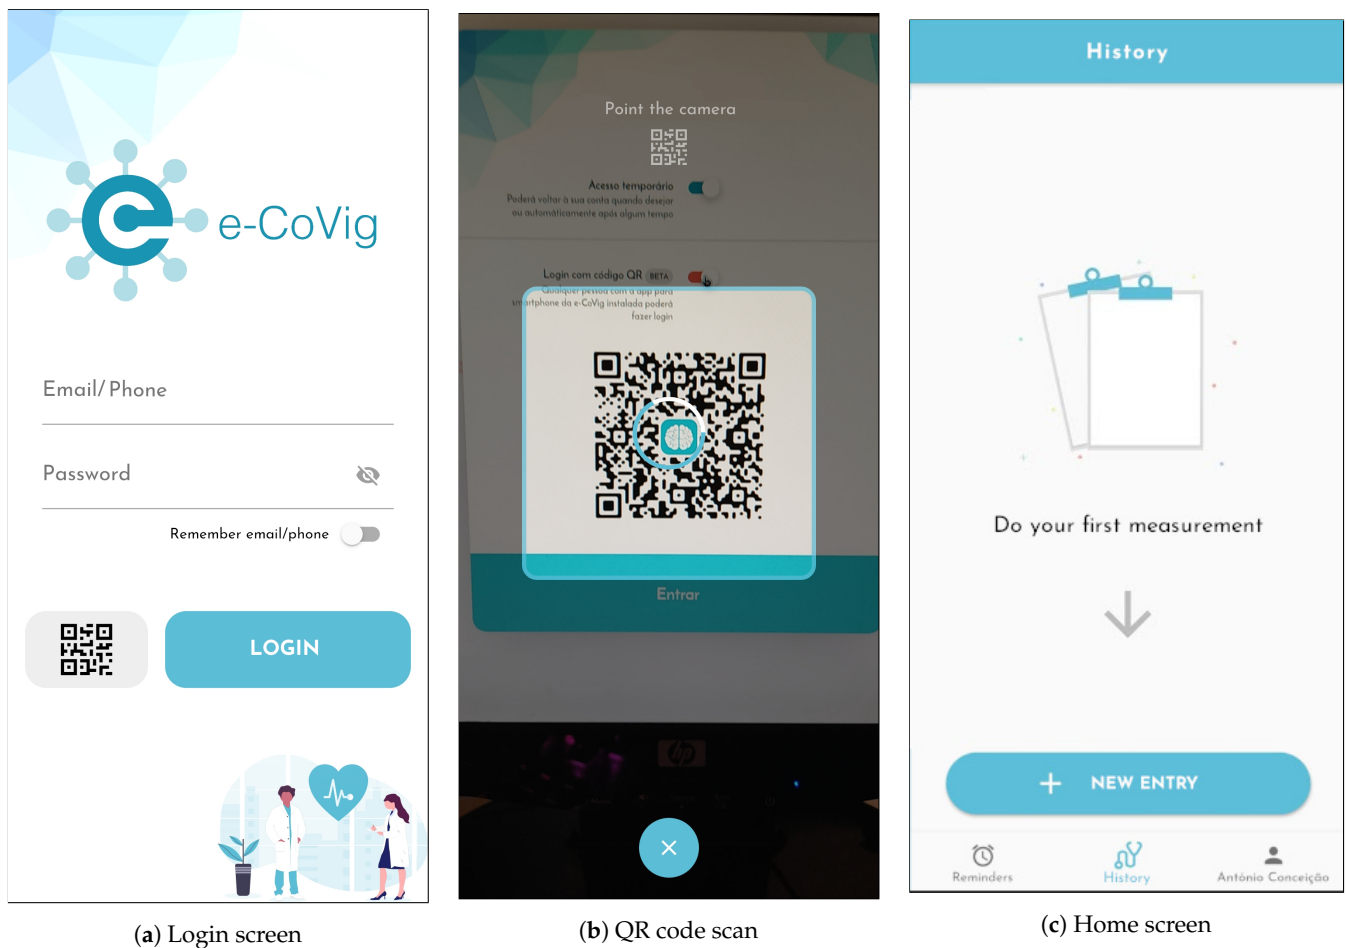 e-CoVig
Email/Phone
Password
Remember email/phone
LOGIN
(a) Login screen
Point the camera
Acesso temporário
Poderá voltar à sua conta quando desejar
ou automáticamente após algum tempo
Login com código QR BETA
Qualquer pessoa com a app para
smartphone da e-CoVig instalada poderá
fazer login
Entrar
hp
(b) QR code scan
History
Do your first measurement
+ NEW ENTRY
Reminders
History
António Conceição
(c) Home screen